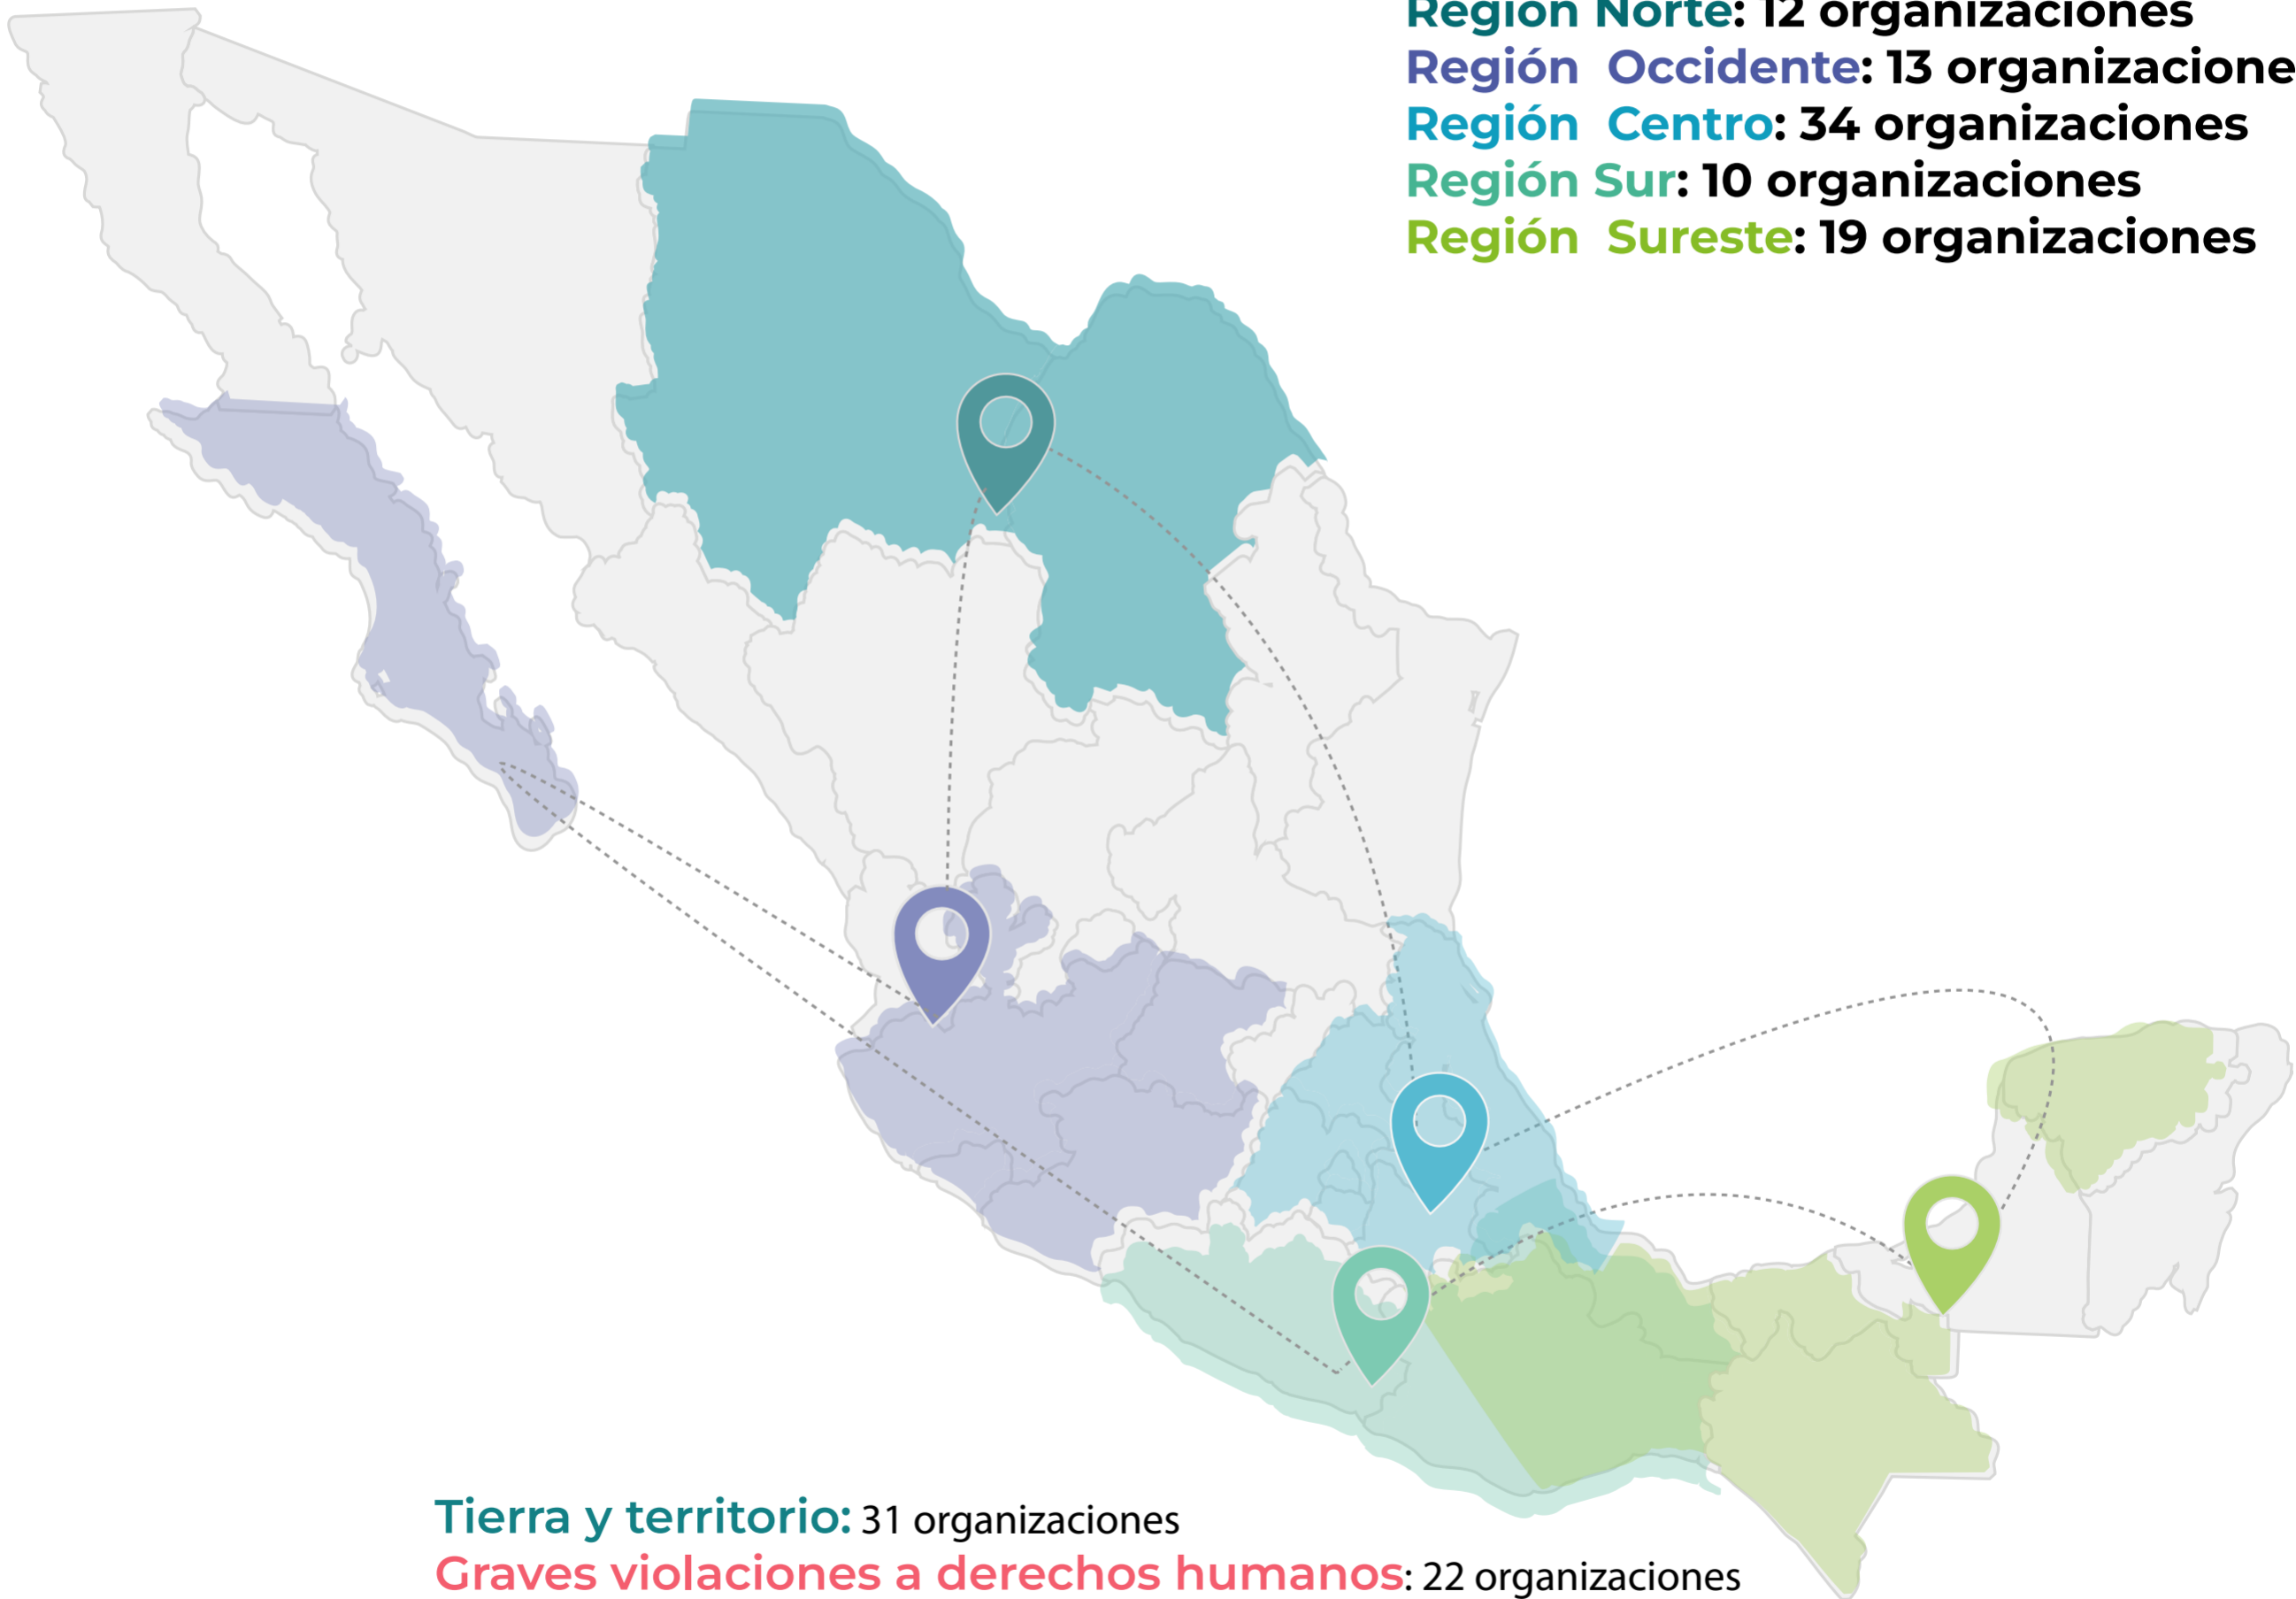 Región Norte: 12 organizaciones
Región Occidente: 13 organizacione
Región Centro: 34 organizaciones
Región Sur: 10 organizaciones
Región Sureste: 19 organizaciones
Tierra y territorio: 31 organizaciones
Graves violaciones a derechos humanos: 22 organizaciones